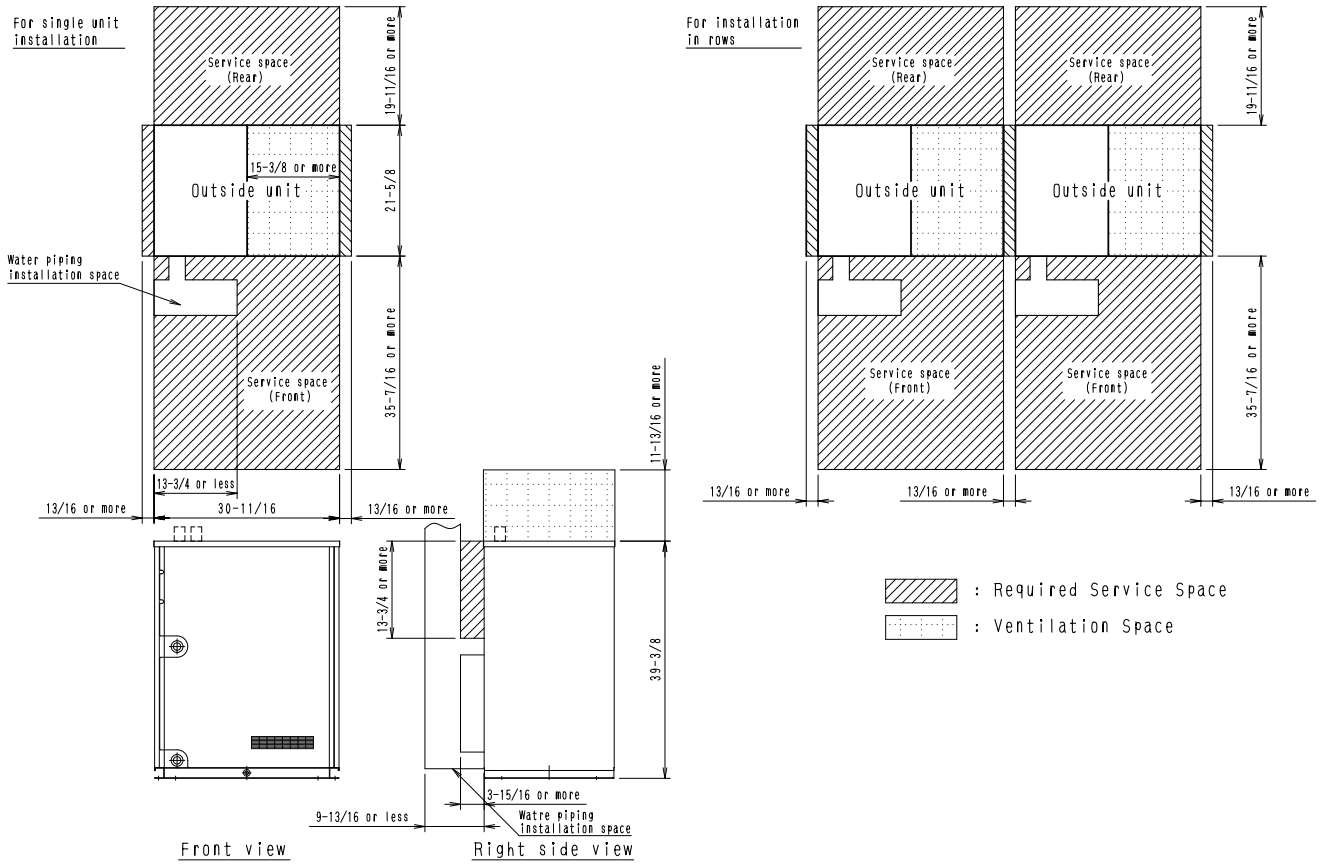 For single unit
installation
Service space
(Rear)
19-11/16 or more
15-3/8 or more
Outside unit
21-5/8
Water piping
installation space
Service space
(Front)
35-7/16 or more
13-3/4 or less
13/16 or more
30-11/16
13/16 or more
For installation
in rows
Service space
(Rear)
Service space
(Rear)
19-11/16 or more
Outside unit
Outside unit
Service space
(Front)
Service space
(Front)
35-7/16 or more
13/16 or more
13/16 or more
13/16 or more
11-13/16 or more
13-3/4 or more
39-3/8
3-15/16 or more
9-13/16 or less
Watre piping
installation space
Front view
Right side view
: Required Service Space
: Ventilation Space